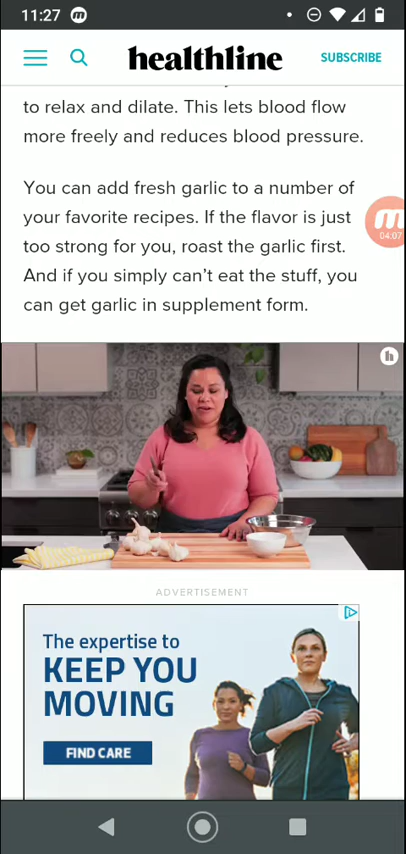 11:27
healthline
SUBSCRIBE
to relax and dilate. This lets blood flow
more freely and reduces blood pressure.
You can add fresh garlic to a number of
your favorite recipes. If the flavor is just
too strong for you, roast the garlic first.
And if you simply can’t eat the stuff, you
can get garlic in supplement form.
04:07
h
ADVERTISEMENT
The expertise to
KEEP YOU
MOVING
FIND CARE